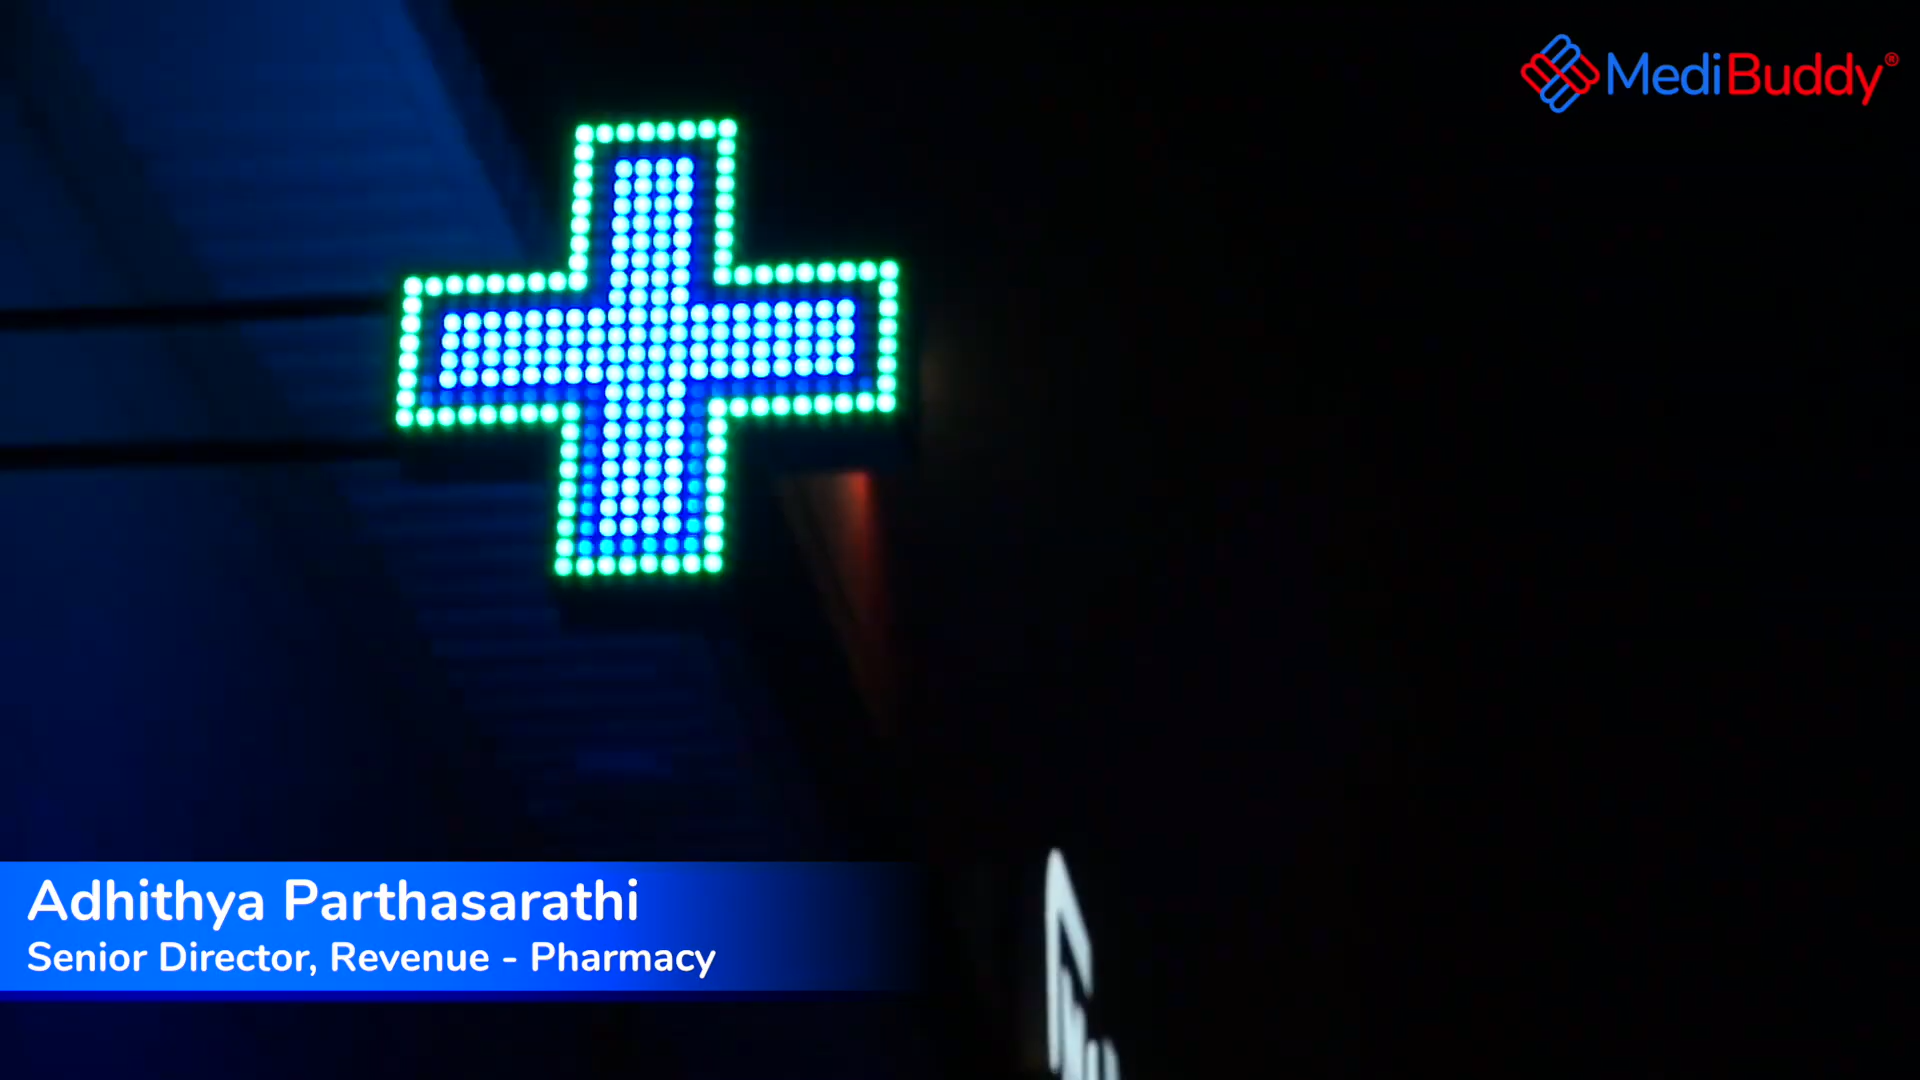 MediBuddy®
Adhithya Parthasarathi
Senior Director, Revenue - Pharmacy